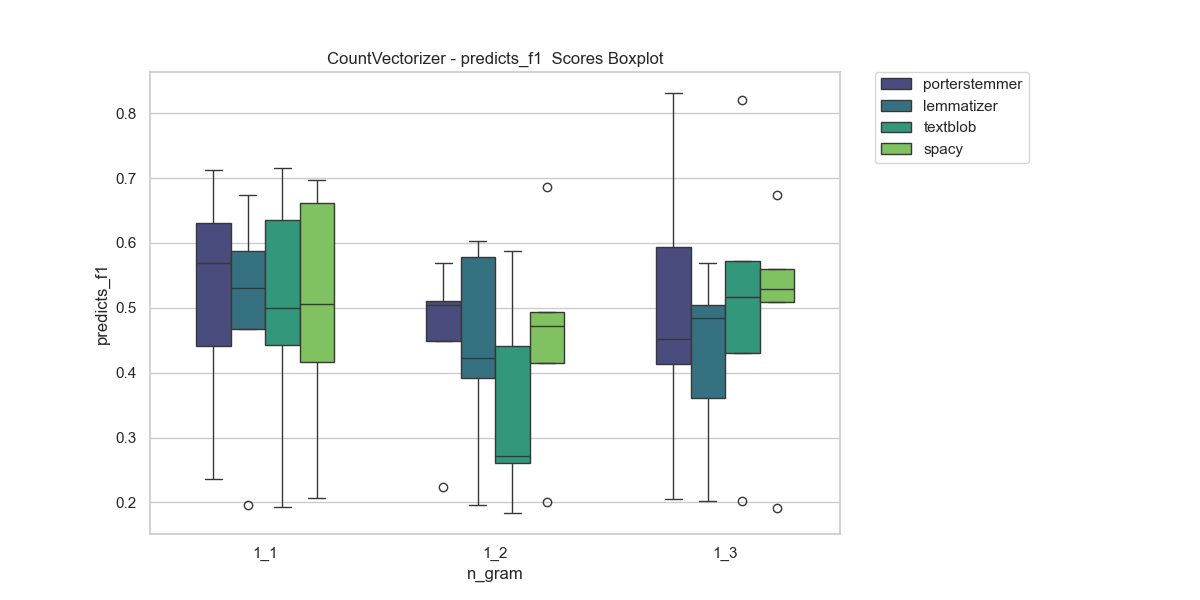 CountVectorizer - predicts_f1  Scores Boxplot
porterstemmer
lemmatizer
textblob
spacy
predicts_f1
0.8
0.7
0.6
0.5
0.4
0.3
0.2
1_1
1_2
1_3
n_gram